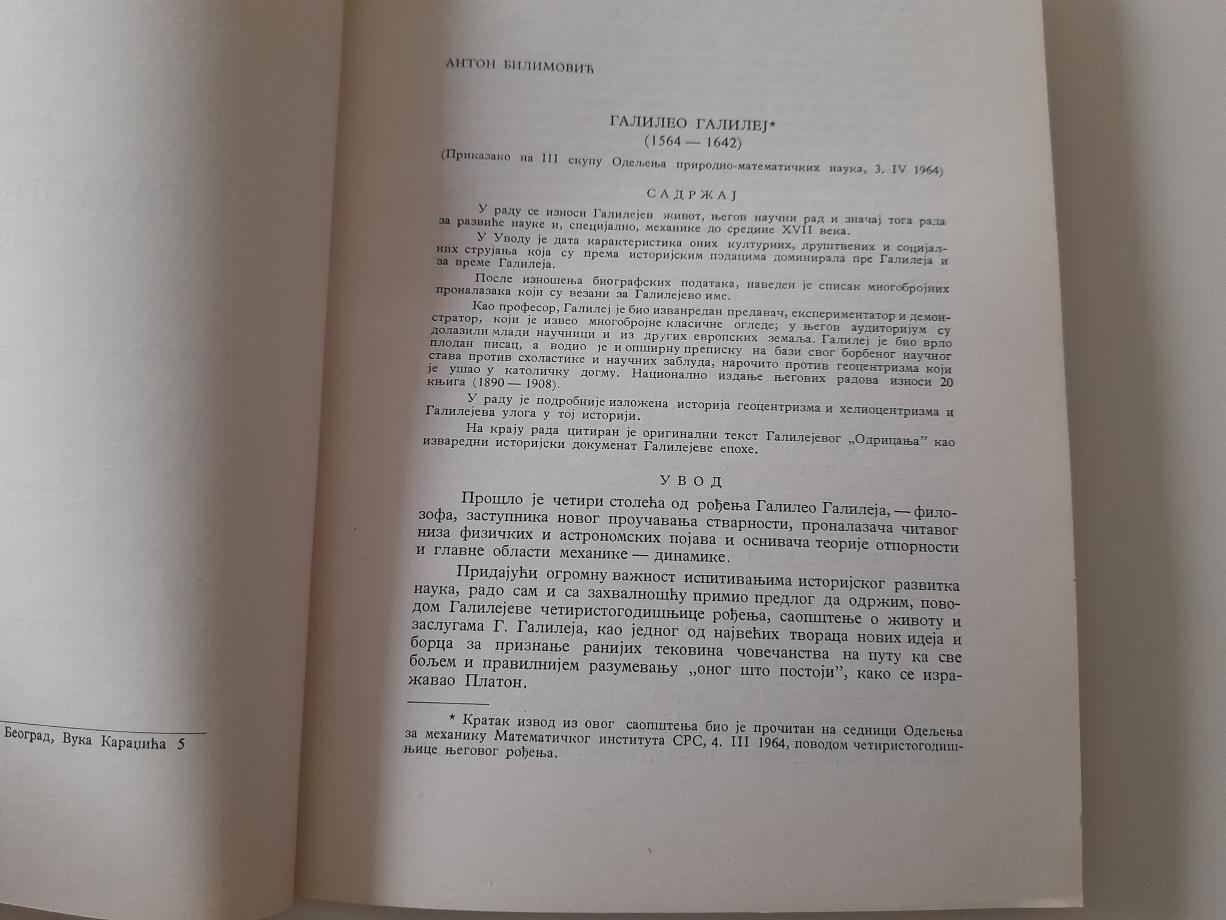 АНТОН БИЛИМОВИЋ
ГАЛИЛЕО ГАЛИЛЕЈ*
(1564 — 1642)
(Приказано на III скупу Одељења природно-математичких наука, 3. IV 1964)
САДРЖАЈ
У раду се износи Галилејев живот, његов научни рад и значај тога рада
за развиће науке и, специјално, механике до средине XVII века.
У Уводу је дата карактеристика оних културних, друштвених и социјал-
них струјања која су према историјским подацима доминирала пре Галилеја и
за време Галилеја.
После изношења биографских података, наведен је списак многобројних
проналазака који су везани за Галилејево име.
Као професор, Галилеј је био изванредан предавач, експериментатор и демон-
стратор, који је извео многобројне класичне огледе; у његов аудиторијум су
долазили млади научници и из других европских земаља. Галилеј је био врло
плодан писац, а водио је и опширну преписку на бази свог борбеног научног
става против схоластике и научних заблуда, нарочито против геоцентризма који
је ушао у католичку догму. Национално издање његових радова износи 20
књига (1890 — 1908).
У раду је подробније изложена историја геоцентризма и хелиоцентризма и
Галилејева улога у тој историји.
На крају рада цитиран је оригинални текст Галилејевог „Одрицања” као
изваредни историјски документ Галилејеве епохе.
УВОД
Прошло је четири столећа од рођења Галилео Галилеја, — фило-
зофа, заступника новог проучавања стварности, проналазача читавог
низа физичких и астрономских појава и оснивача теорије отпорности
и главне области механике — динамике.
Придајући огромну важност испитивањима историјског развитка
наука, радо сам и са захвалношћу примио предлог да одржим, пово-
дом Галилејеве четиристогодишњице рођења, саопштење о животу и
заслугама Г. Галилеја, као једног од највећих твораца нових идеја и
борца за признање ранијих тековина човечанства на путу ка све
бољем и правилнијем разумевању „оног што постоји”, како се изра-
жавао Платон.
* Кратак извод из овог саопштења био је прочитан на седници Одељења
за механику Математичког института СРС, 4. III 1964, поводом четиристогодиш-
њице његовог рођења.
Београд, Вука Караџића 5